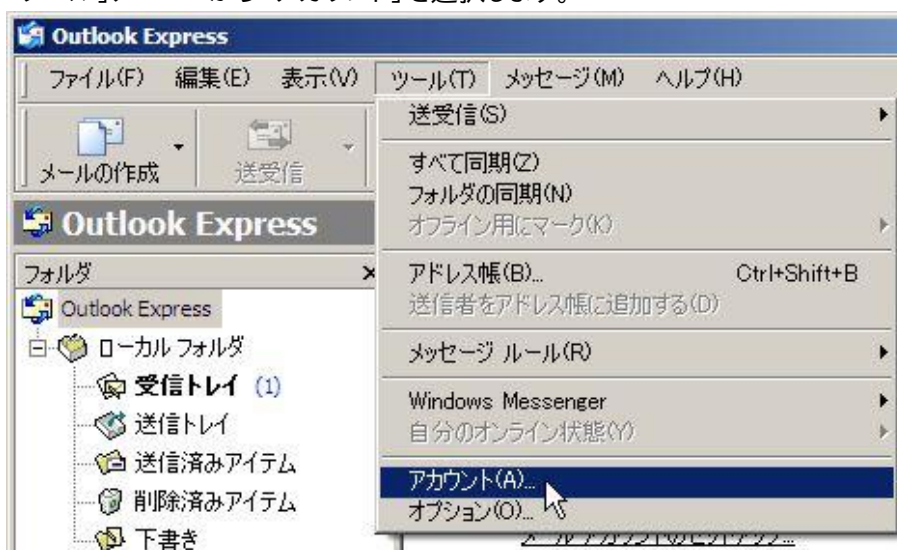 を選択します。
Outlook Express
ファイル(F) 編集(E) 表示(V) ツール(T) メッセージ(M) ヘルプ(H)
メールの作成 送受信
Outlook Express
フォルダ ×
Outlook Express
ローカル フォルダ
受信トレイ (1)
送信トレイ
送信済みアイテム
削除済みアイテム
下書き
送受信(S)
すべて同期(Z)
フォルダの同期(N)
オフライン用にマーク(K)
アドレス帳(B)... Ctrl+Shift+B
送信者をアドレス帳に追加する(D)
メッセージ ルール(R)
Windows Messenger
自分のオンライン状態(Y)
アカウント(A)...
オプション(O)...